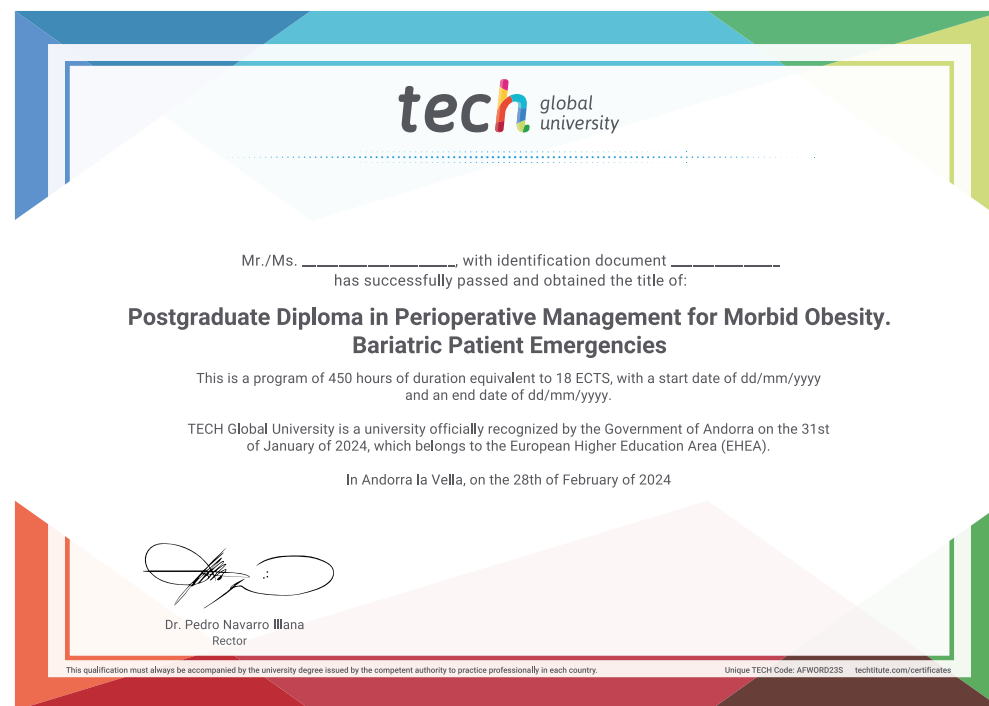 tech global
university
Mr./Ms. ____________________, with identification document ______________
has successfully passed and obtained the title of:
Postgraduate Diploma in Perioperative Management for Morbid Obesity.
Bariatric Patient Emergencies
This is a program of 450 hours of duration equivalent to 18 ECTS, with a start date of dd/mm/yyyy
and an end date of dd/mm/yyyy.
TECH Global University is a university officially recognized by the Government of Andorra on the 31st
of January of 2024, which belongs to the European Higher Education Area (EHEA).
In Andorra la Vella, on the 28th of February of 2024
Dr. Pedro Navarro Illana
Rector
This qualification must always be accompanied by the university degree issued by the competent authority to practice professionally in each country.
Unique TECH Code: AFWORD23S techtitute.com/certificates